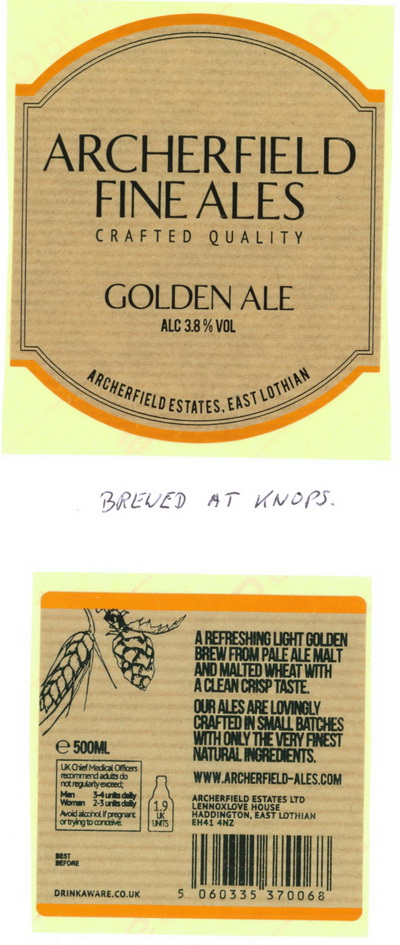 ARCHERFIELD
FINE ALES
CRAFTED QUALITY
GOLDEN ALE
ALC 3.8 % VOL
ARCHERFIELD ESTATES, EAST LOTHIAN
BREWED AT KNOPS.
A REFRESHING LIGHT GOLDEN
BREW FROM PALE ALE MALT
AND MALTED WHEAT WITH
A CLEAN CRISP TASTE.
OUR ALES ARE LOVINGLY
CRAFTED IN SMALL BATCHES
WITH ONLY THE VERY FINEST
NATURAL INGREDIENTS.
WWW.ARCHERFIELD-ALES.COM
ARCHERFIELD ESTATES LTD
LENNOXLOVE HOUSE
HADDINGTON, EAST LOTHIAN
EH41 4NZ
℮ 500ML
UK Chief Medical Officers
recommend adults do
not regularly exceed;
Men 3-4 units daily
Woman 2-3 units daily
Avoid alcohol if pregnant
or trying to conceive.
1.9
UK
UNITS
BEST
BEFORE
DRINKAWARE.CO.UK
5 060335 370068